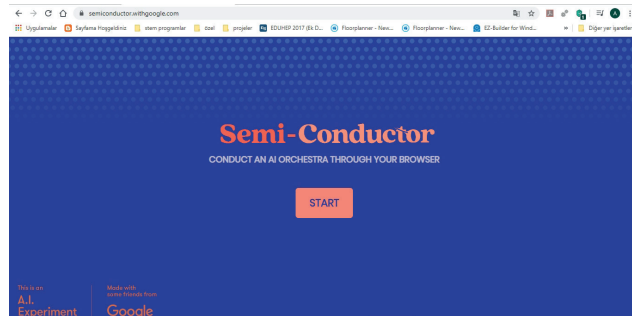 semiconductor.withgoogle.com
Uygulamalar Sayfama Hoşgeldiniz stem programlar özel projeler EDUHEP 2017 (Ek D... Floorplanner - New... Floorplanner - New... EZ-Builder for Wind... » Diğer yer işaretleri
Semi-Conductor
CONDUCT AN AI ORCHESTRA THROUGH YOUR BROWSER
START
This is an
A.I.
Experiment
Made with
some friends from
Google